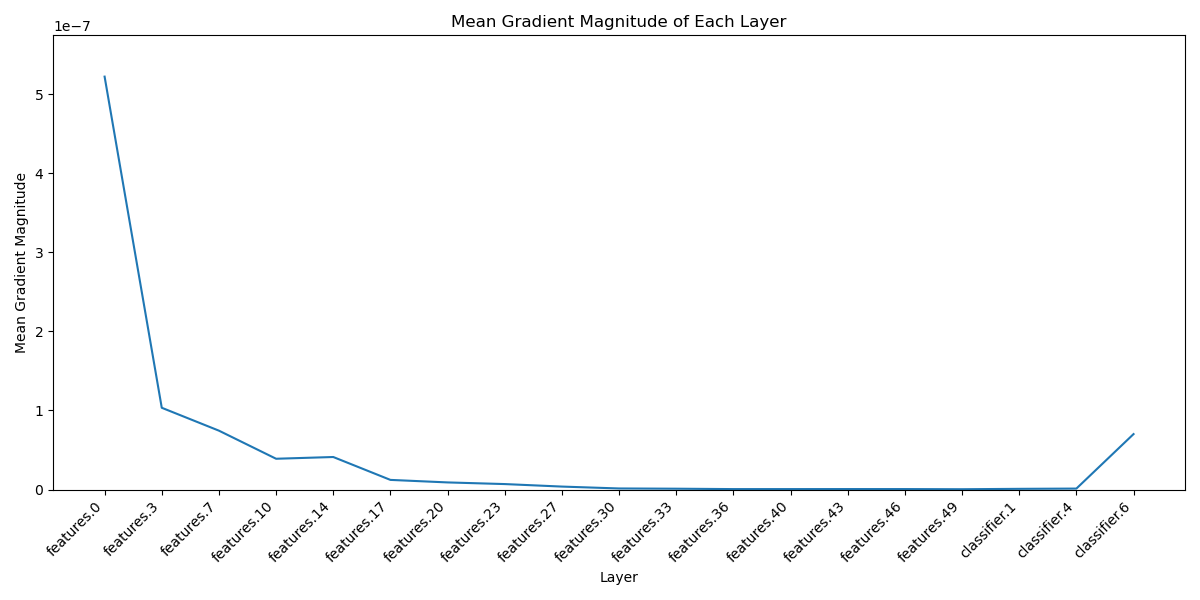 Mean Gradient Magnitude of Each Layer
1e−7
Mean Gradient Magnitude
5
4
3
2
1
0
features.0
features.3
features.7
features.10
features.14
features.17
features.20
features.23
features.27
features.30
features.33
features.36
features.40
features.43
features.46
features.49
classifier.1
classifier.4
classifier.6
Layer